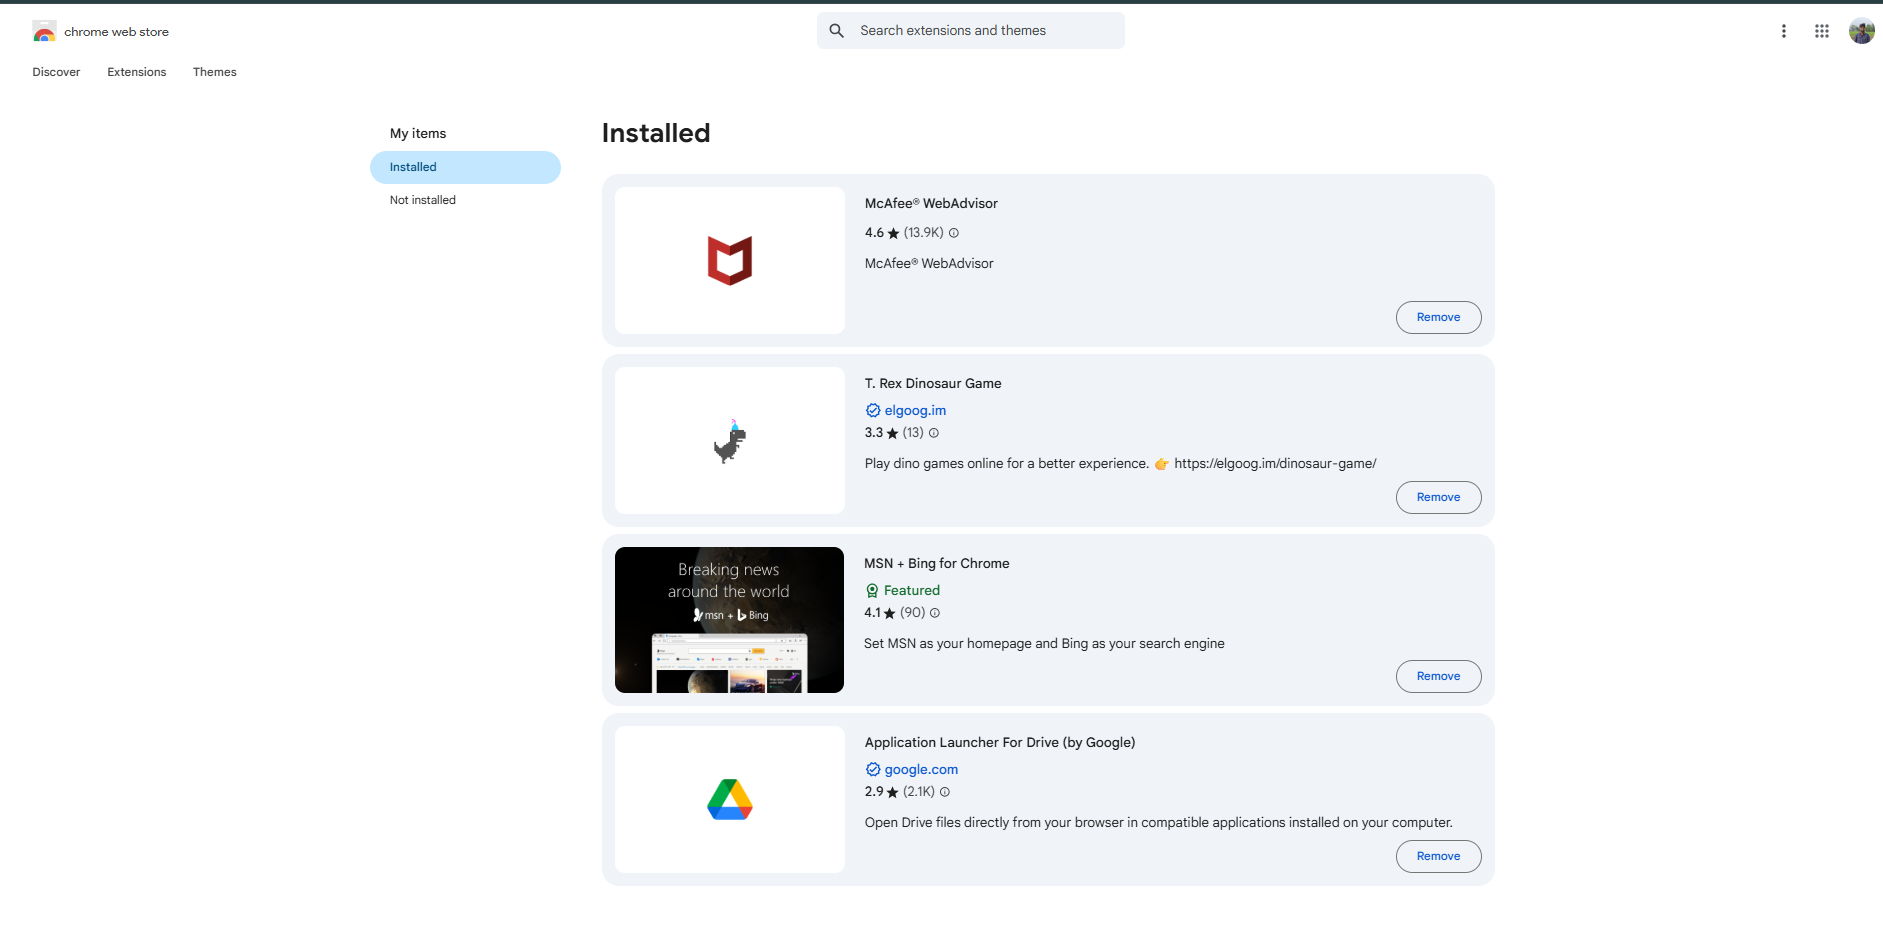 chrome web store
Search extensions and themes
Discover
Extensions
Themes
My items
Installed
Not installed
Installed
McAfee® WebAdvisor
4.6 ★ (13.9K)
McAfee® WebAdvisor
Remove
T. Rex Dinosaur Game
elgoog.im
3.3 ★ (13)
Play dino games online for a better experience. 👉 https://elgoog.im/dinosaur-game/
Remove
Breaking news
around the world
msn + Bing
MSN + Bing for Chrome
Featured
4.1 ★ (90)
Set MSN as your homepage and Bing as your search engine
Remove
Application Launcher For Drive (by Google)
google.com
2.9 ★ (2.1K)
Open Drive files directly from your browser in compatible applications installed on your computer.
Remove